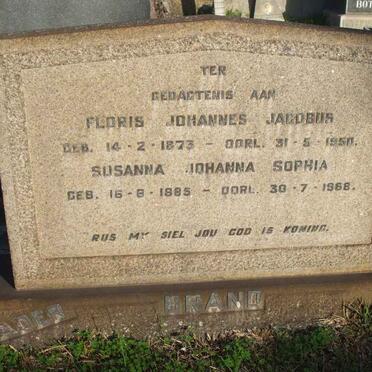 BOT
TER
GEDAGTENIS AAN
FLORIS JOHANNES JACOBUS
GEB. 14-2-1873 - OORL. 31-5-1950.
SUSANNA JOHANNA SOPHIA
GEB. 16-8-1885 - OORL. 30-7-1968.
RUS MY SIEL JOU GOD IS KONING.
BRAND